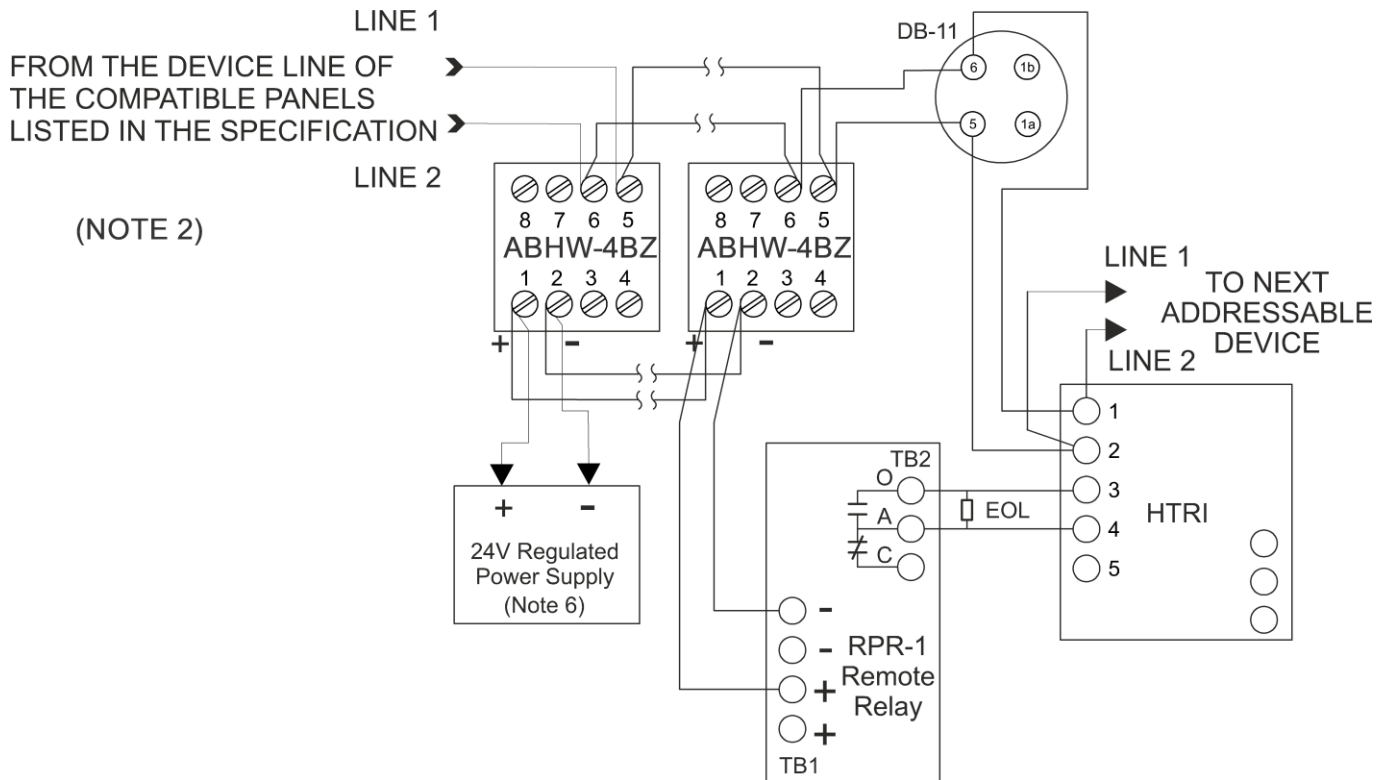 LINE 1
FROM THE DEVICE LINE OF
THE COMPATIBLE PANELS
LISTED IN THE SPECIFICATION
LINE 2
(NOTE 2)
8 7 6 5
ABHW-4BZ
1 2 3 4
+ -
8 7 6 5
ABHW-4BZ
1 2 3 4
+ -
DB-11
6 1b
5 1a
LINE 1
TO NEXT
ADDRESSABLE
DEVICE
LINE 2
+ -
24V Regulated
Power Supply
(Note 6)
TB2
O
A
C
EOL
-
-
+
+
RPR-1
Remote
Relay
TB1
1
2
3
4
5
HTRI